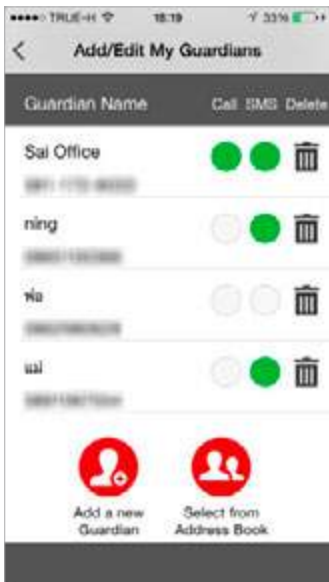 TRUE-H 18:19 33%
Add/Edit My Guardians
Guardian Name Call SMS Delete
Sai Office
ning
พ่อ
แม่
Add a new
Guardian
Select from
Address Book